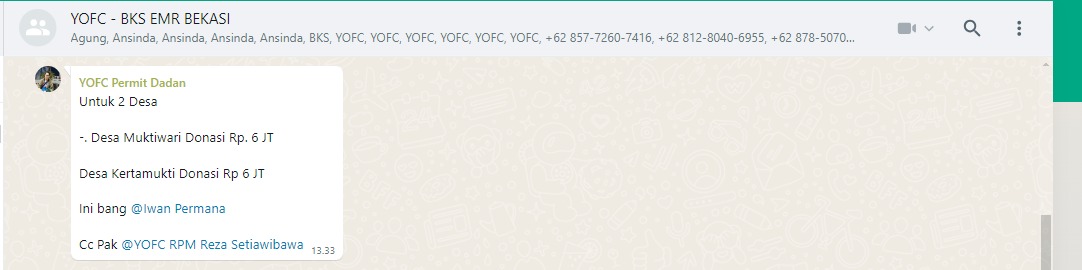 YOFC - BKS EMR BEKASI
Agung, Ansinda, Ansinda, Ansinda, Ansinda, BKS, YOFC, YOFC, YOFC, YOFC, YOFC, YOFC, +62 857-7260-7416, +62 812-8040-6955, +62 878-5070...
YOFC Permit Dadan
Untuk 2 Desa
-. Desa Muktiwari Donasi Rp. 6 JT
Desa Kertamukti Donasi Rp 6 JT
Ini bang @Iwan Permana
Cc Pak @YOFC RPM Reza Setiawibawa
13.33